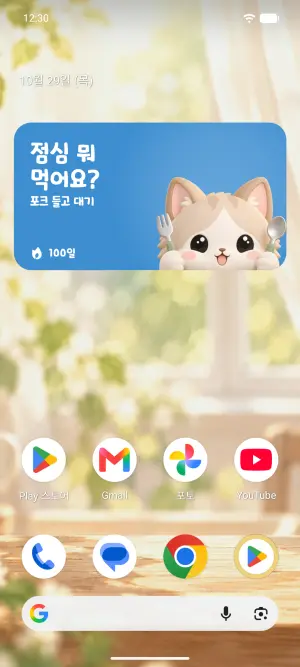 12:30
10월 20일 (목)
점심 뭐
먹어요?
포크 들고 대기
100일
Play 스토어
Gmail
포토
YouTube